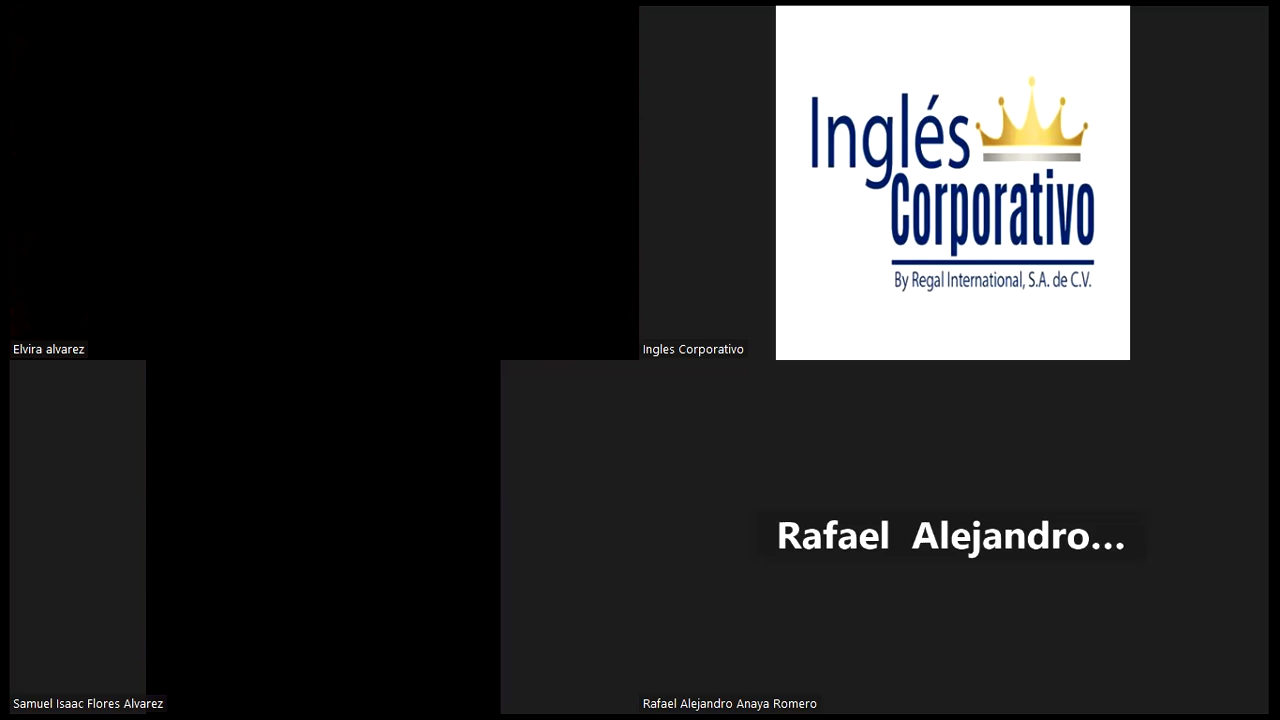 Inglés
Corporativo
By Regal International, S.A. de C.V.
Elvira alvarez
Ingles Corporativo
Rafael Alejandro...
Samuel Isaac Flores Alvarez
Rafael Alejandro Anaya Romero